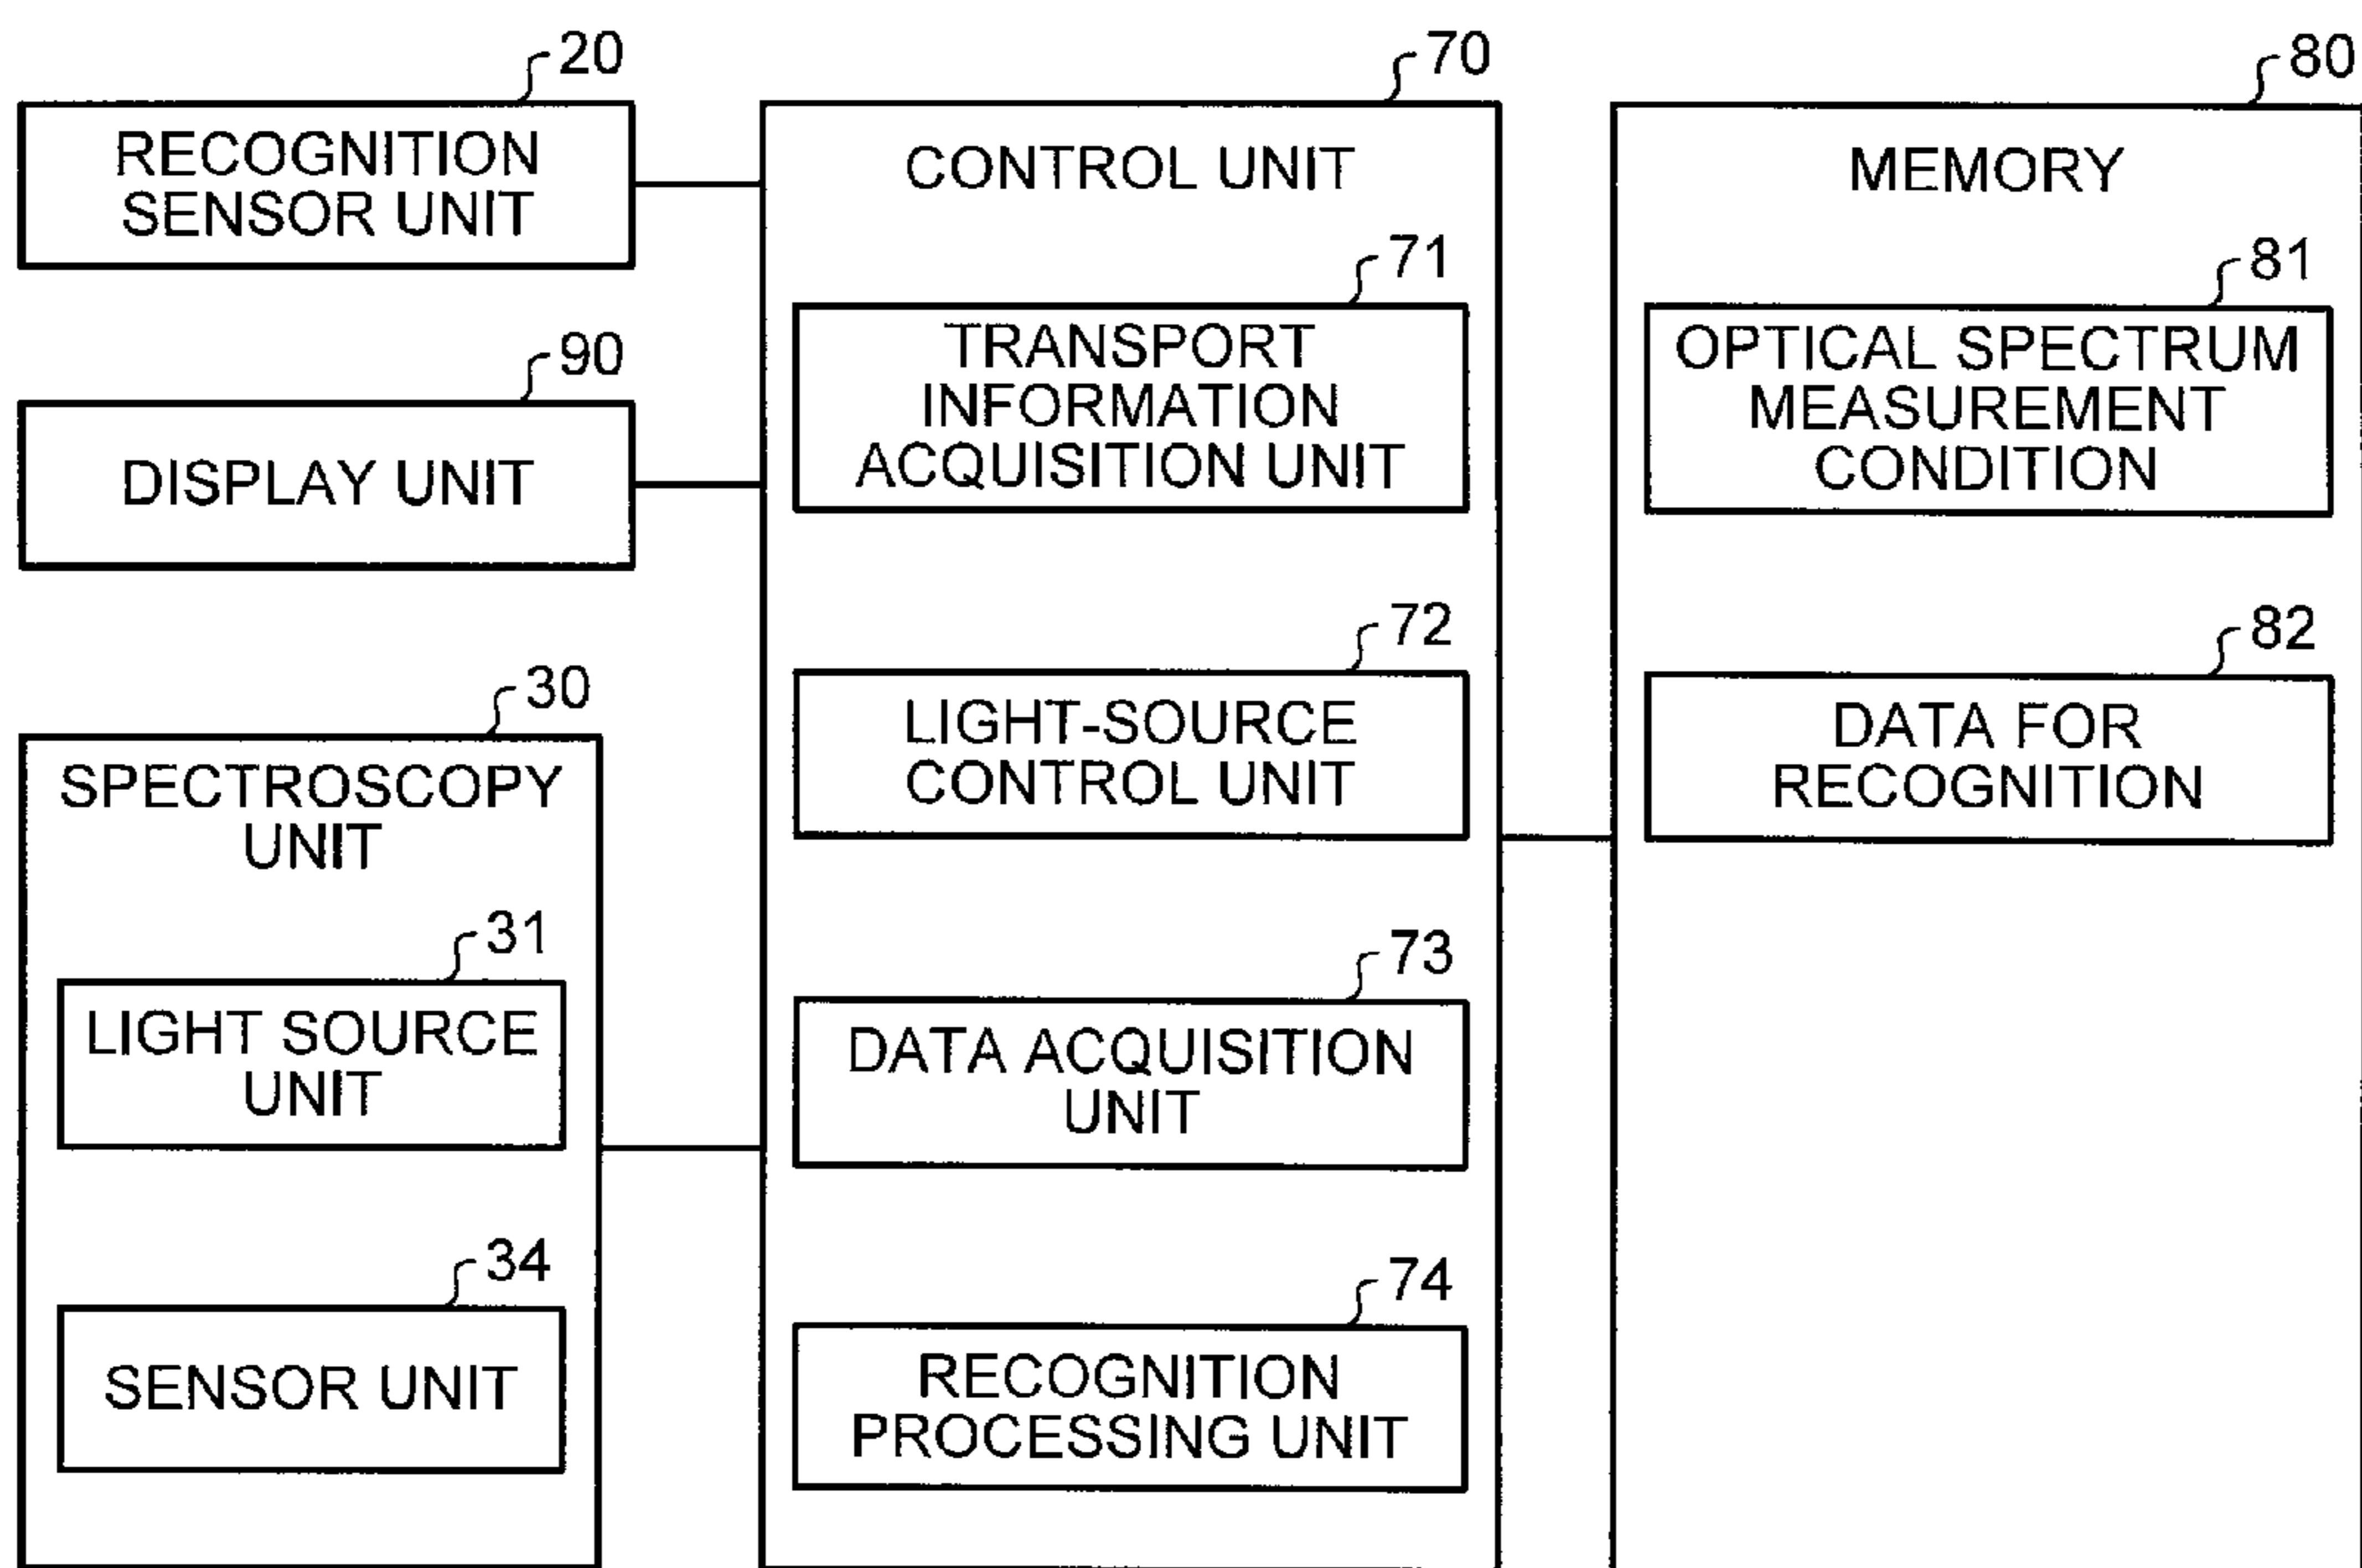 20
RECOGNITION
SENSOR UNIT
90
DISPLAY UNIT
30
SPECTROSCOPY
UNIT
31
LIGHT SOURCE
UNIT
34
SENSOR UNIT
70
CONTROL UNIT
71
TRANSPORT
INFORMATION
ACQUISITION UNIT
72
LIGHT-SOURCE
CONTROL UNIT
73
DATA ACQUISITION
UNIT
74
RECOGNITION
PROCESSING UNIT
80
MEMORY
81
OPTICAL SPECTRUM
MEASUREMENT
CONDITION
82
DATA FOR
RECOGNITION